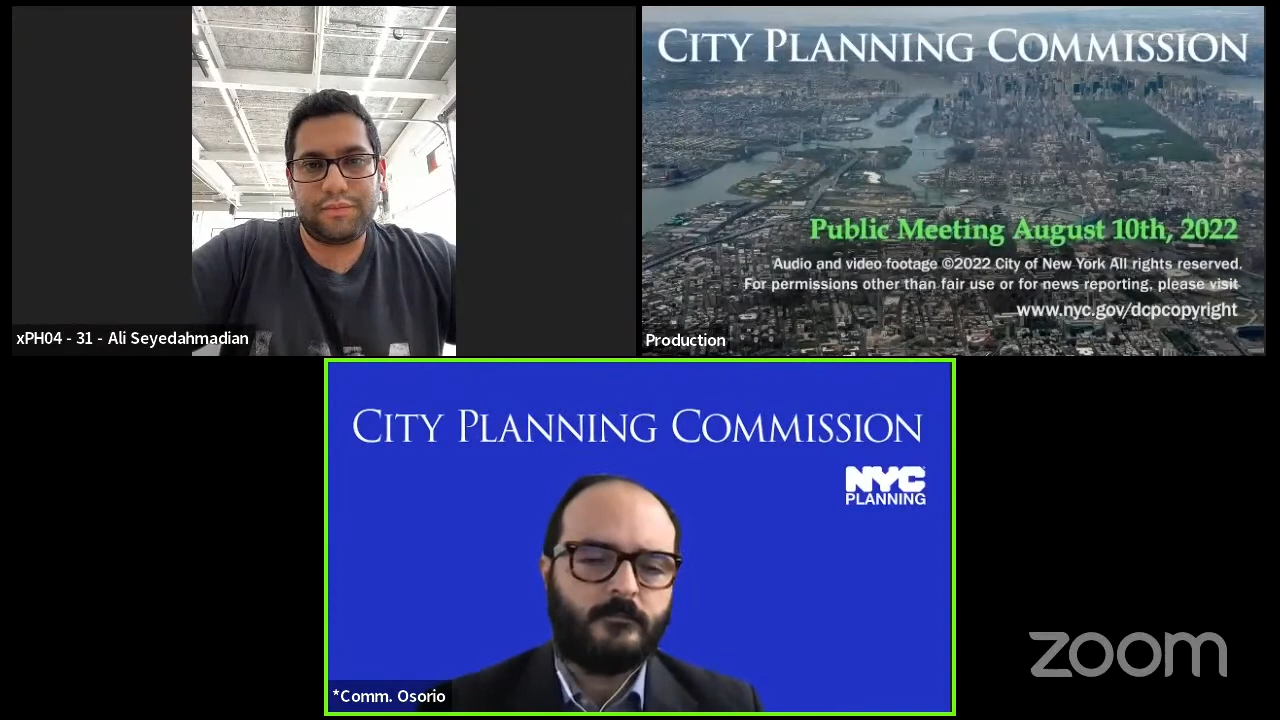 CITY PLANNING COMMISSION
Public Meeting August 10th, 2022
Audio and video footage ©2022 City of New York All rights reserved.
For permissions other than fair use or for news reporting, please visit
www.nyc.gov/dcpcopyright
xPH04 - 31 - Ali Seyedahmadian
Production
CITY PLANNING COMMISSION
NYC
PLANNING
*Comm. Osorio
zoom